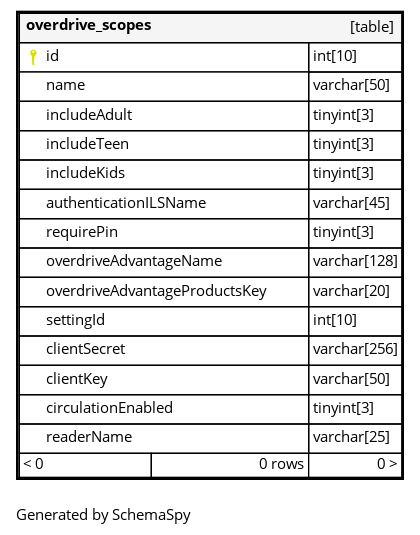 overdrive_scopes [table]
id int[10]
name varchar[50]
includeAdult tinyint[3]
includeTeen tinyint[3]
includeKids tinyint[3]
authenticationILSName varchar[45]
requirePin tinyint[3]
overdriveAdvantageName varchar[128]
overdriveAdvantageProductsKey varchar[20]
settingId int[10]
clientSecret varchar[256]
clientKey varchar[50]
circulationEnabled tinyint[3]
readerName varchar[25]
< 0 0 rows 0 >
Generated by SchemaSpy